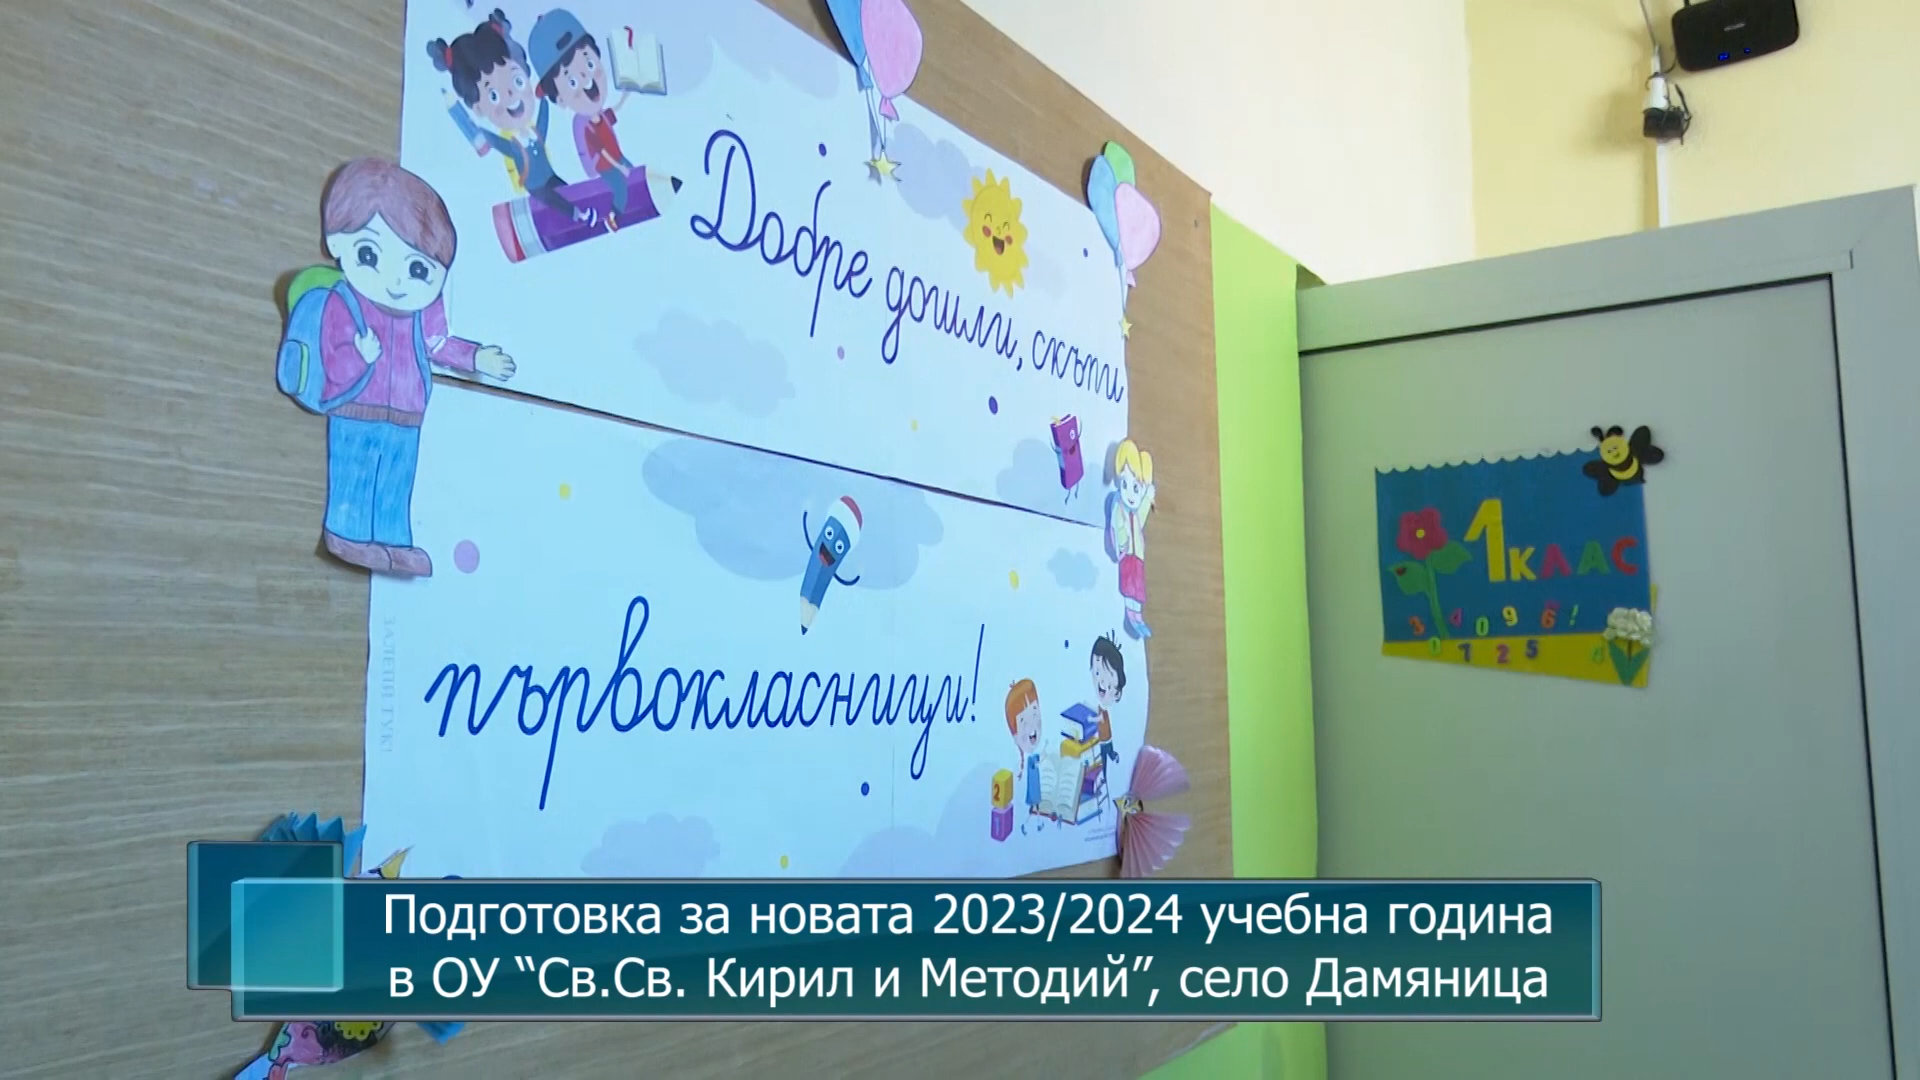 Добре дошли, скъпи
първокласници!
1 КЛАС
Подготовка за новата 2023/2024 учебна година
в ОУ “Св.Св. Кирил и Методий”, село Дамяница